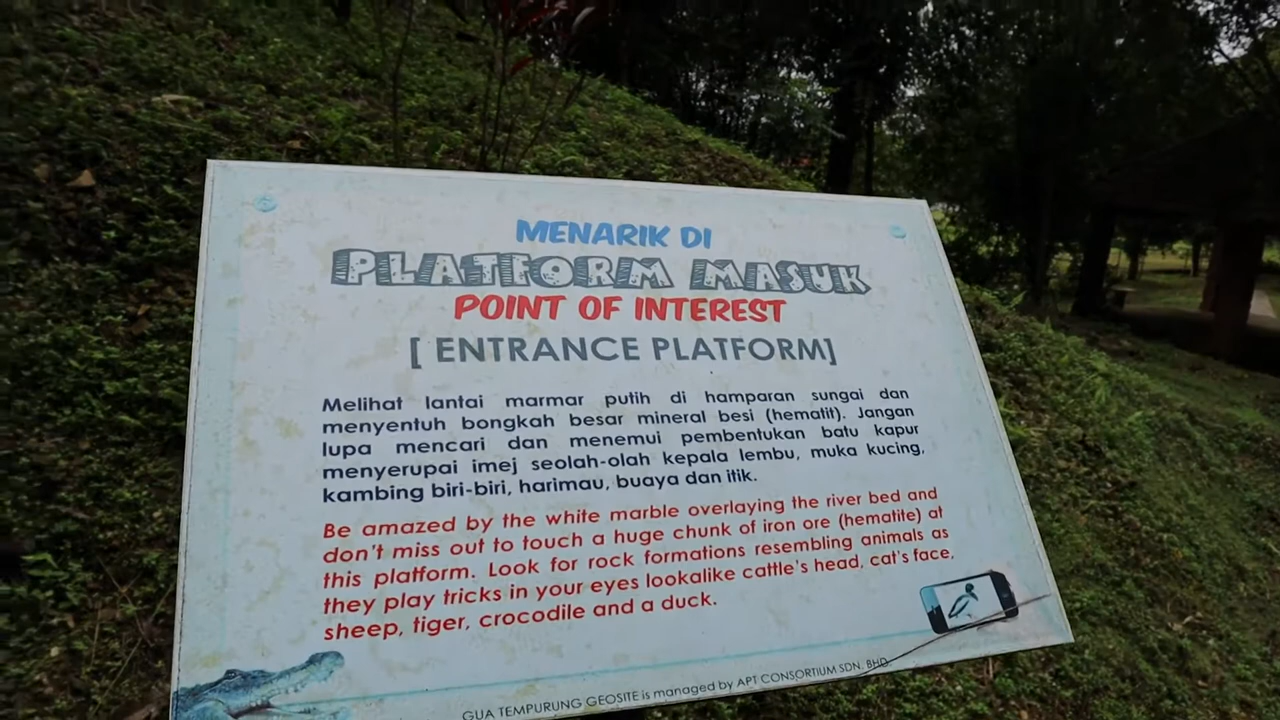 MENARIK DI
PLATFORM MASUK
POINT OF INTEREST
[ ENTRANCE PLATFORM]
Melihat lantai marmar putih di hamparan sungai dan
menyentuh bongkah besar mineral besi (hematit). Jangan
lupa mencari dan menemui pembentukan batu kapur
menyerupai imej seolah-olah kepala lembu, muka kucing,
kambing biri-biri, harimau, buaya dan itik.
Be amazed by the white marble overlaying the river bed and
don't miss out to touch a huge chunk of iron ore (hematite) at
this platform. Look for rock formations resembling animals as
they play tricks in your eyes lookalike cattle's head, cat's face,
sheep, tiger, crocodile and a duck.
GUA TEMPURUNG GEOSITE is managed by APT CONSORTIUM SDN. BHD.